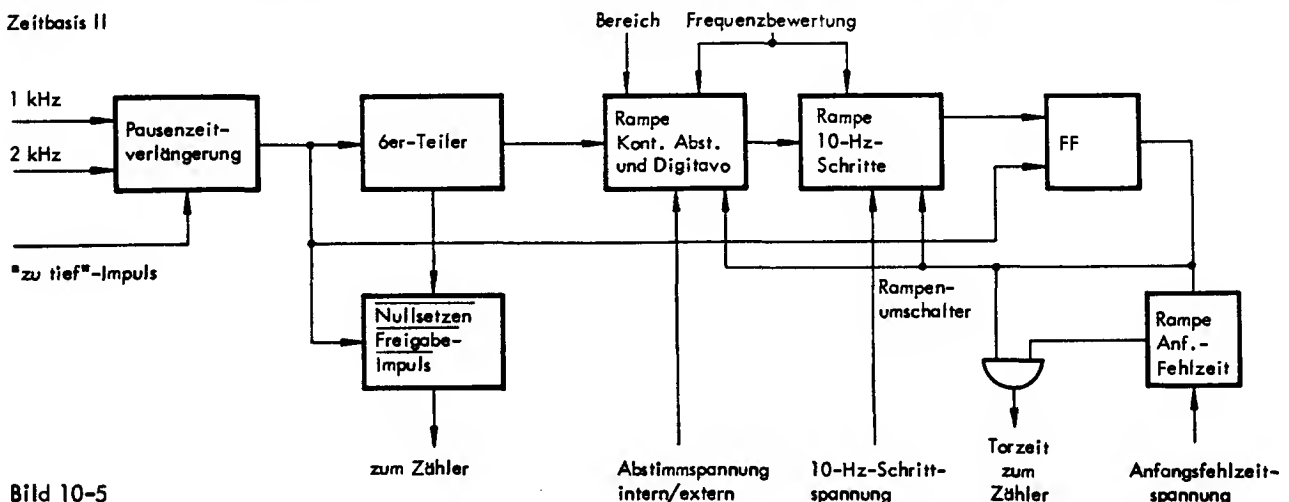 Zeitbasis II
Bereich
Frequenzbewertung
1 kHz
2 kHz
"zu tief"-Impuls
Pausenzeit-
verlängerung
6er-Teiler
Rampe
Kont. Abst.
und Digitavo
Rampe
10-Hz-
Schritte
FF
Nullsetzen
Freigabe-
Impuls
Rampen-
umschalter
Rampe
Anf.-
Fehlzeit
zum Zähler
Abstimmspannung
intern/extern
10-Hz-Schritt-
spannung
Torzeit
zum
Zähler
Anfangsfehlzeit-
spannung
Bild 10-5